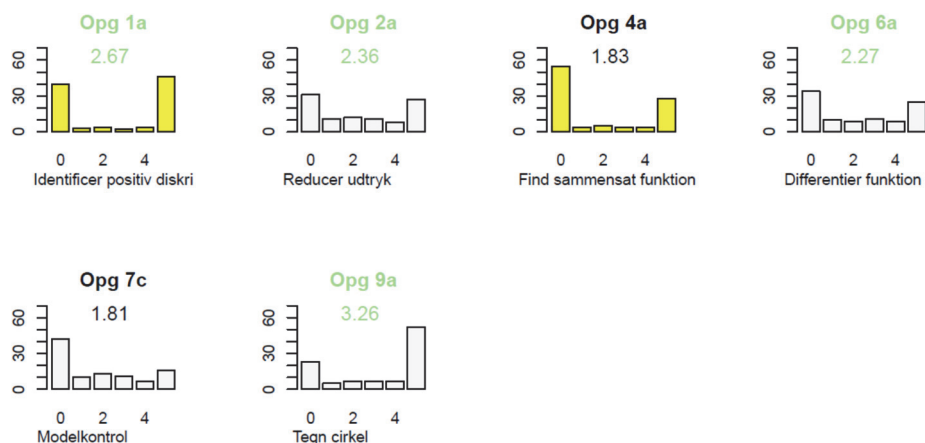 Opg 1a
2.67
60
30
0
0 2 4
Identificer positiv diskri
Opg 2a
2.36
60
30
0
0 2 4
Reducer udtryk
Opg 4a
1.83
60
30
0
0 2 4
Find sammensat funktion
Opg 6a
2.27
60
30
0
0 2 4
Differentier funktion
Opg 7c
1.81
60
30
0
0 2 4
Modelkontrol
Opg 9a
3.26
60
30
0
0 2 4
Tegn cirkel